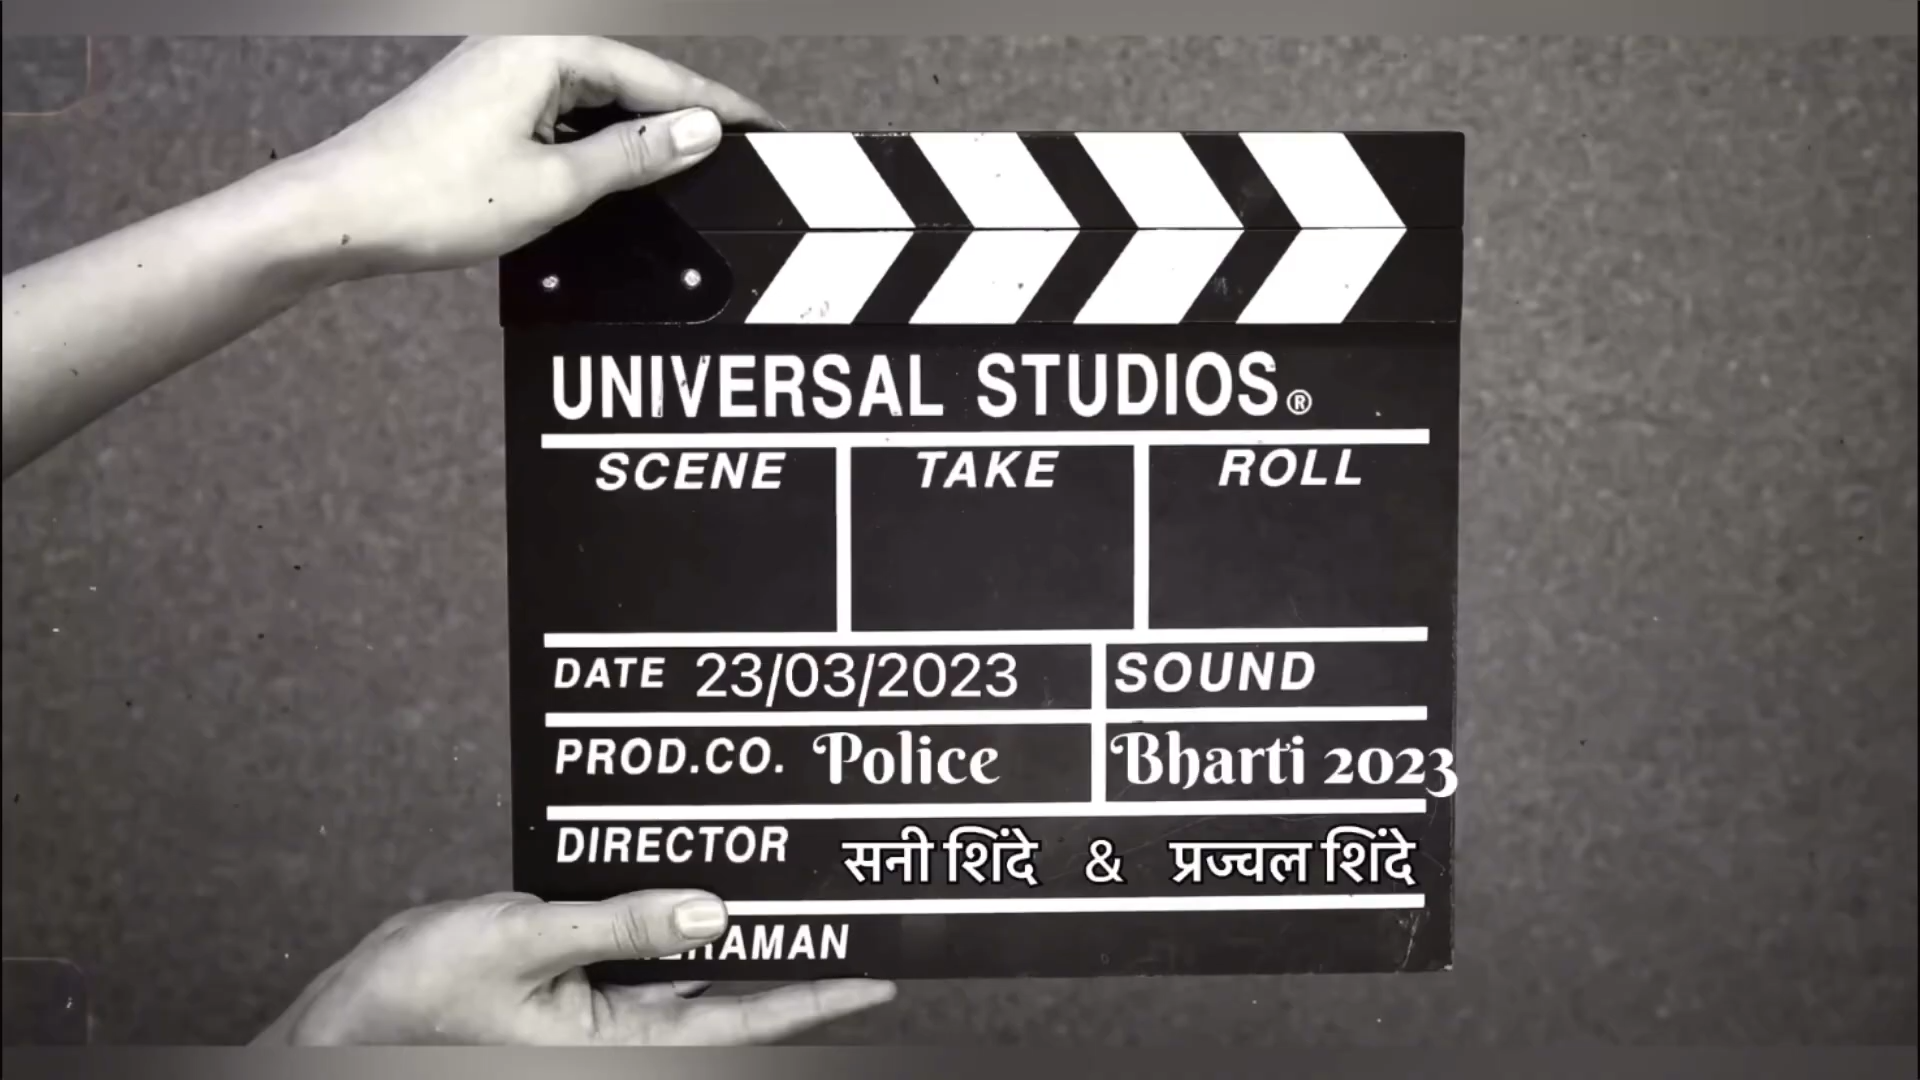 UNIVERSAL STUDIOS®
SCENE TAKE ROLL
DATE 23/03/2023 SOUND
PROD.CO. Police Bharti 2023
DIRECTOR सनी शिंदे & प्रज्वल शिंदे
RAMAN